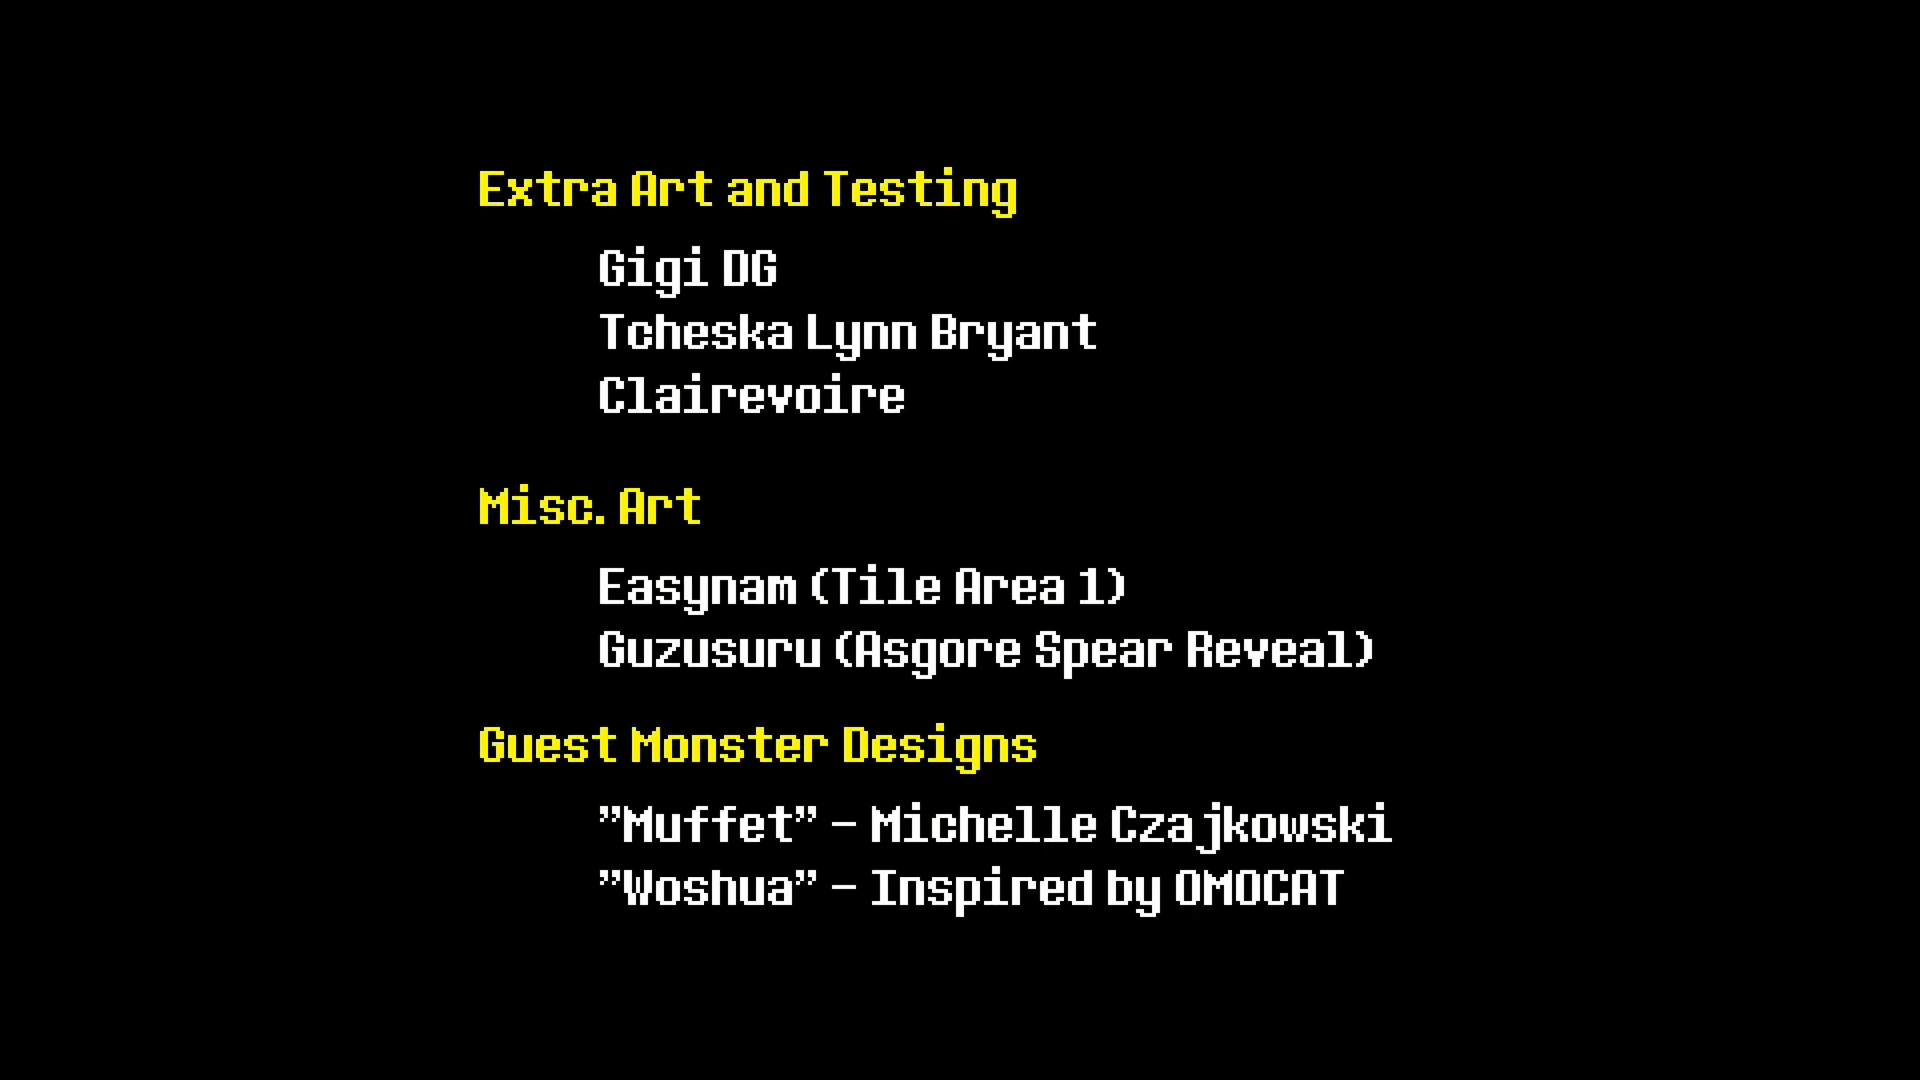 Extra Art and Testing
Gigi DG
Tcheska Lynn Bryant
Clairevoire
Misc. Art
Easynam (Tile Area 1)
Guzusuru (Asgore Spear Reveal)
Guest Monster Designs
”Muffet” – Michelle Czajkowski
”Woshua” – Inspired by OMOCAT